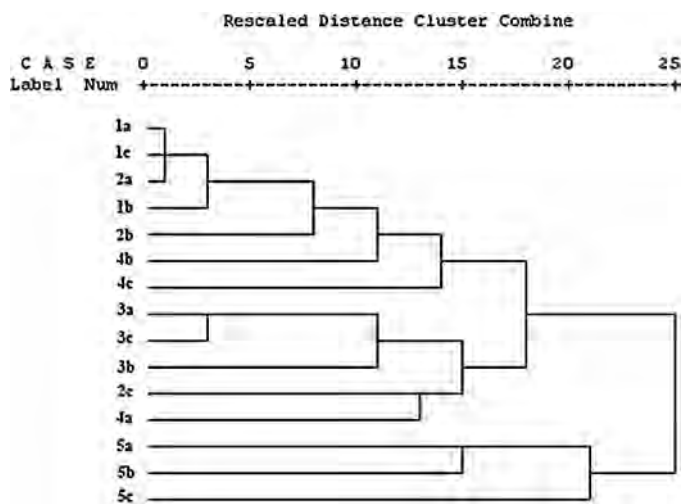 Rescaled Distance Cluster Combine
C A S E 0 5 10 15 20 25
Label Num +---------+---------+---------+---------+---------+
1a
1c
2a
1b
2b
4b
4c
3a
3c
3b
2c
4a
5a
5b
5c